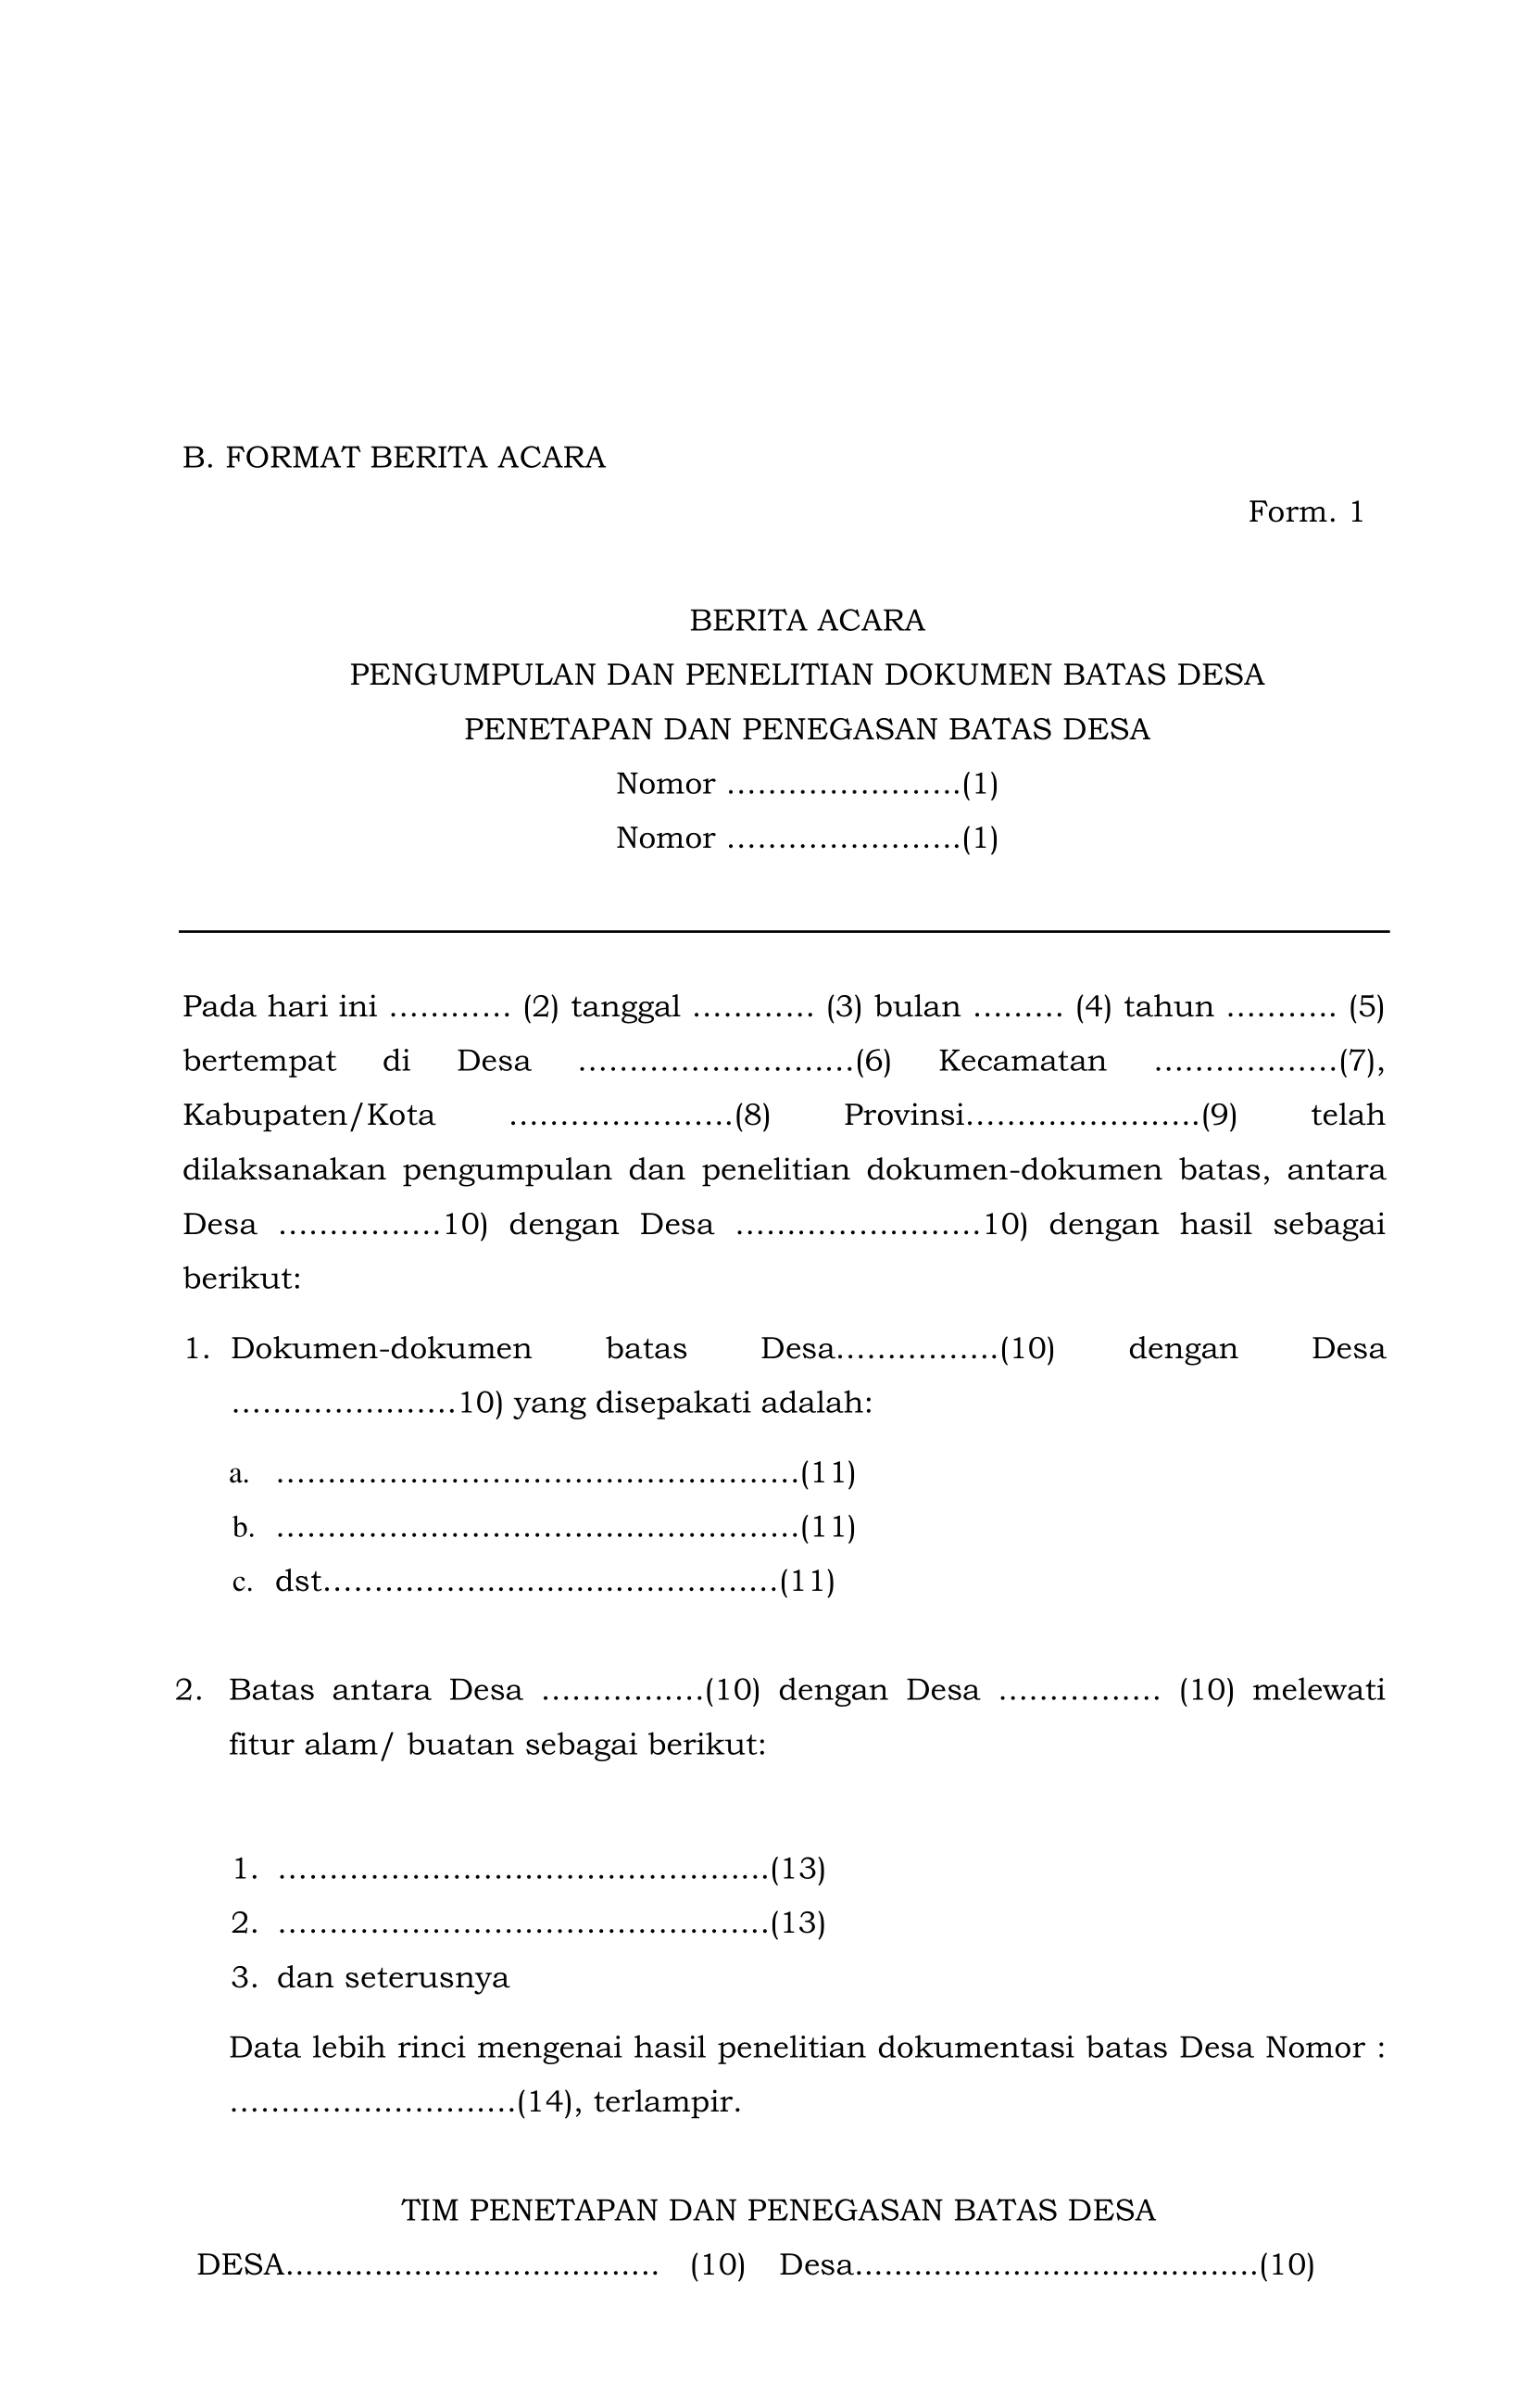 B. FORMAT BERITA ACARA
Form. 1
BERITA ACARA
PENGUMPULAN DAN PENELITIAN DOKUMEN BATAS DESA
PENETAPAN DAN PENEGASAN BATAS DESA
Nomor …………………..(1)
Nomor …………………..(1)
Pada hari ini ………… (2) tanggal ………… (3) bulan ……… (4) tahun ……….. (5)
bertempat di Desa ………………………(6) Kecamatan ………………(7),
Kabupaten/Kota ………………….(8) Provinsi…………………..(9) telah
dilaksanakan pengumpulan dan penelitian dokumen-dokumen batas, antara
Desa …………….10) dengan Desa ……………………10) dengan hasil sebagai
berikut:
1. Dokumen-dokumen batas Desa…………….(10) dengan Desa
………………….10) yang disepakati adalah:
a. ……………………………………………(11)
b. ……………………………………………(11)
c. dst………………………………………(11)
2. Batas antara Desa …………….(10) dengan Desa ……………. (10) melewati
fitur alam/ buatan sebagai berikut:
1. …………………………………………(13)
2. …………………………………………(13)
3. dan seterusnya
Data lebih rinci mengenai hasil penelitian dokumentasi batas Desa Nomor :
……………………….(14), terlampir.
TIM PENETAPAN DAN PENEGASAN BATAS DESA
DESA………………………………. (10) Desa………………………………….(10)